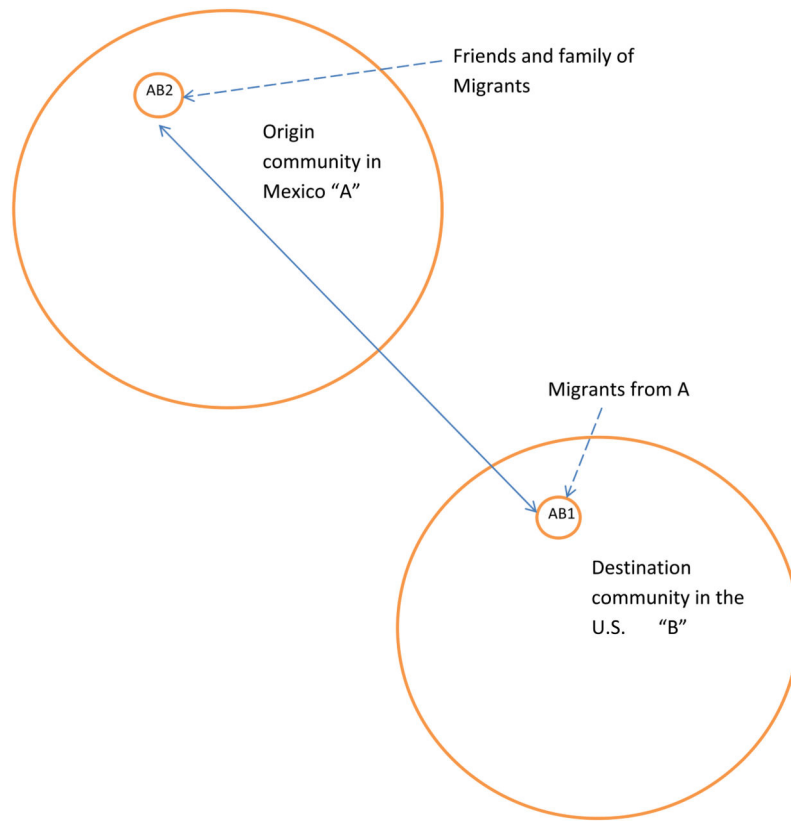 Friends and family of
Migrants
AB2
Origin
community in
Mexico “A”
Migrants from A
AB1
Destination
community in the
U.S. “B”